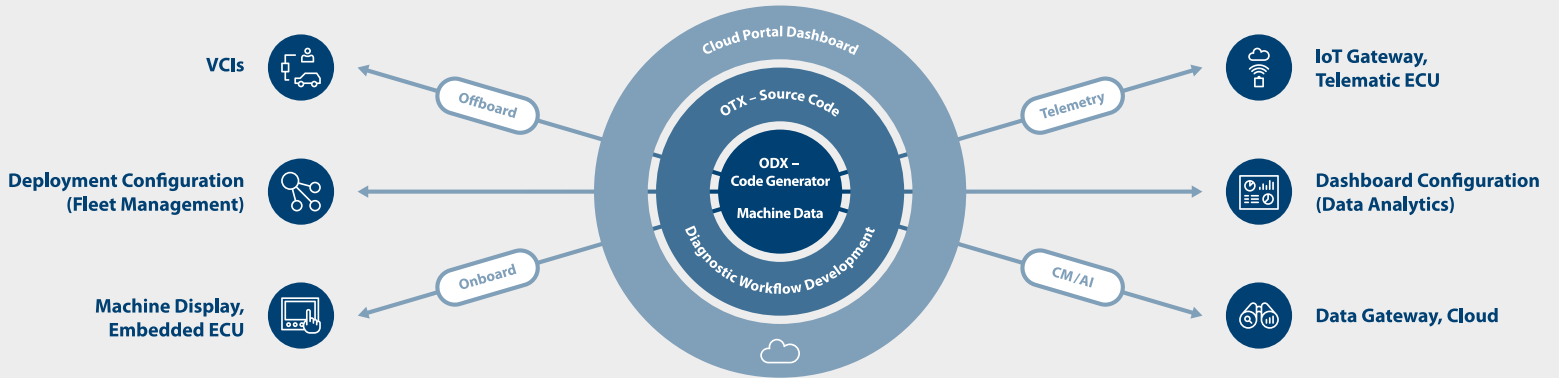 VCIs
Offboard
Deployment Configuration
(Fleet Management)
Onboard
Machine Display,
Embedded ECU
Cloud Portal Dashboard
OTX – Source Code
ODX –
Code Generator
Machine Data
Diagnostic Workflow Development
Telemetry
IoT Gateway,
Telematic ECU
Dashboard Configuration
(Data Analytics)
CM/AI
Data Gateway, Cloud